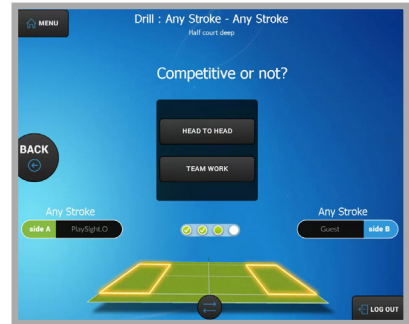 MENU
Drill : Any Stroke - Any Stroke
Half court deep
Competitive or not?
HEAD TO HEAD
BACK
TEAM WORK
Any Stroke
Any Stroke
side A PlaySight.O
Guest side B
LOG OUT